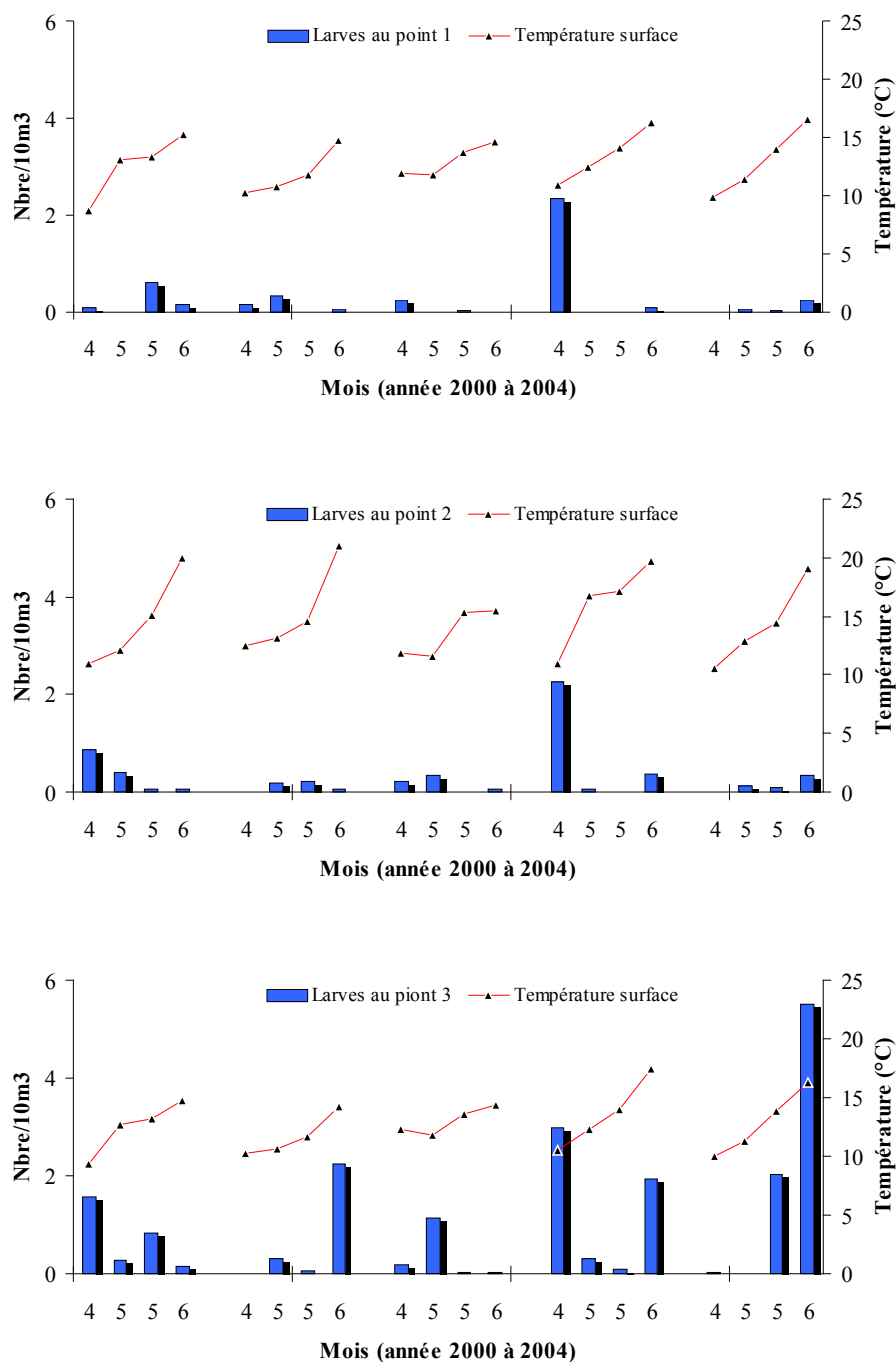 Larves au point 1 Température surface
Nbre/10m3
Température (°C)
6 25
20
4
15
10
2
5
0 0
4 5 5 6 4 5 5 6 4 5 5 6 4 5 5 6 4 5 5 6
Mois (année 2000 à 2004)
Larves au point 2 Température surface
Nbre/10m3
Température (°C)
6 25
20
4
15
10
2
5
0 0
4 5 5 6 4 5 5 6 4 5 5 6 4 5 5 6 4 5 5 6
Mois (année 2000 à 2004)
Larves au piont 3 Température surface
Nbre/10m3
Température (°C)
6 25
20
4
15
10
2
5
0 0
4 5 5 6 4 5 5 6 4 5 5 6 4 5 5 6 4 5 5 6
Mois (année 2000 à 2004)